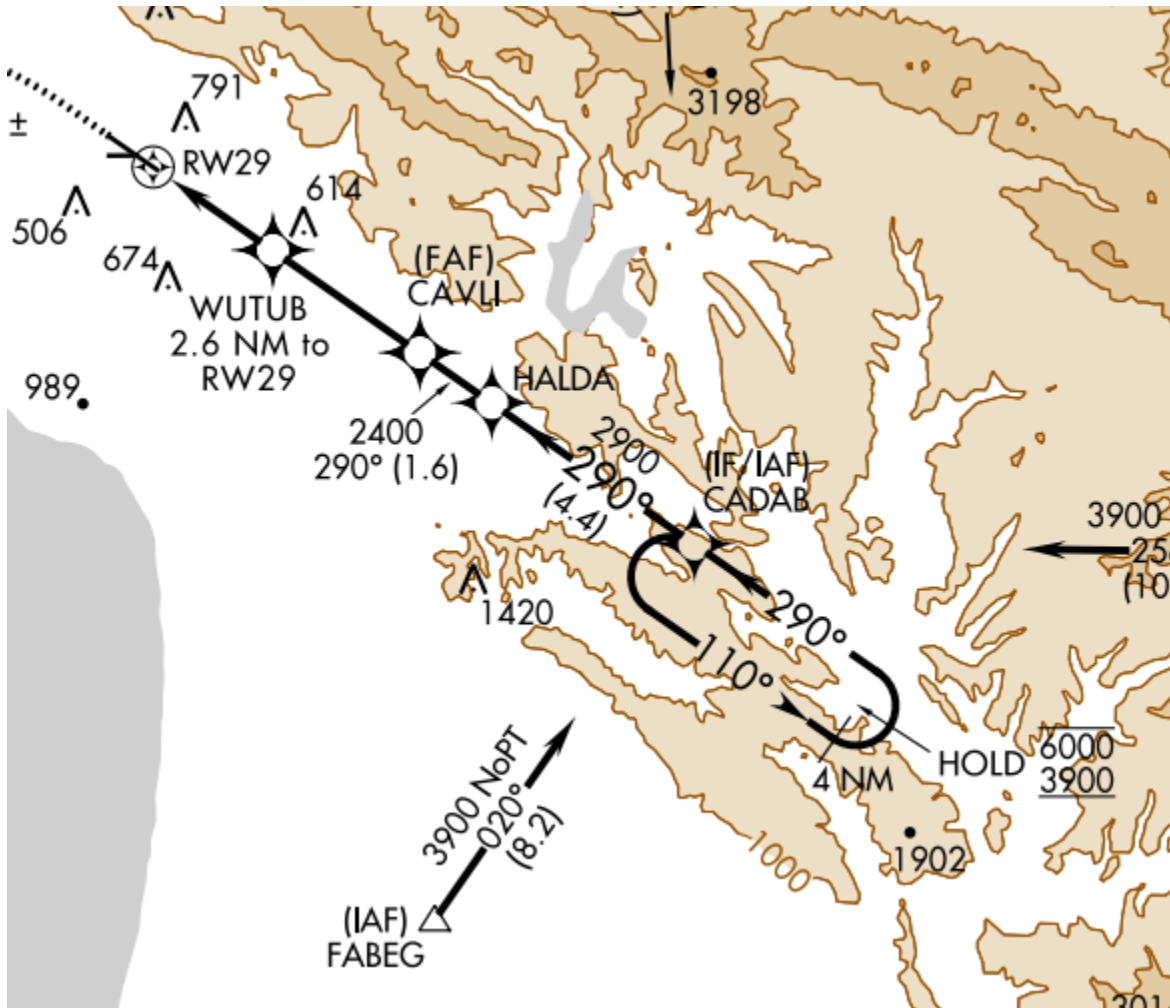 791
3198
±
RW29
614
506
674
(FAF)
CAVLI
WUTUB
2.6 NM to
RW29
HALDA
989
2400
290° (1.6)
2900
290°
(4.4)
(IF/IAF)
CADAB
3900
25
(10
1420
290°
110°
HOLD
6000
3900
4 NM
3900 NoPT
020°
(8.2)
1000
1902
(IAF)
FABEG